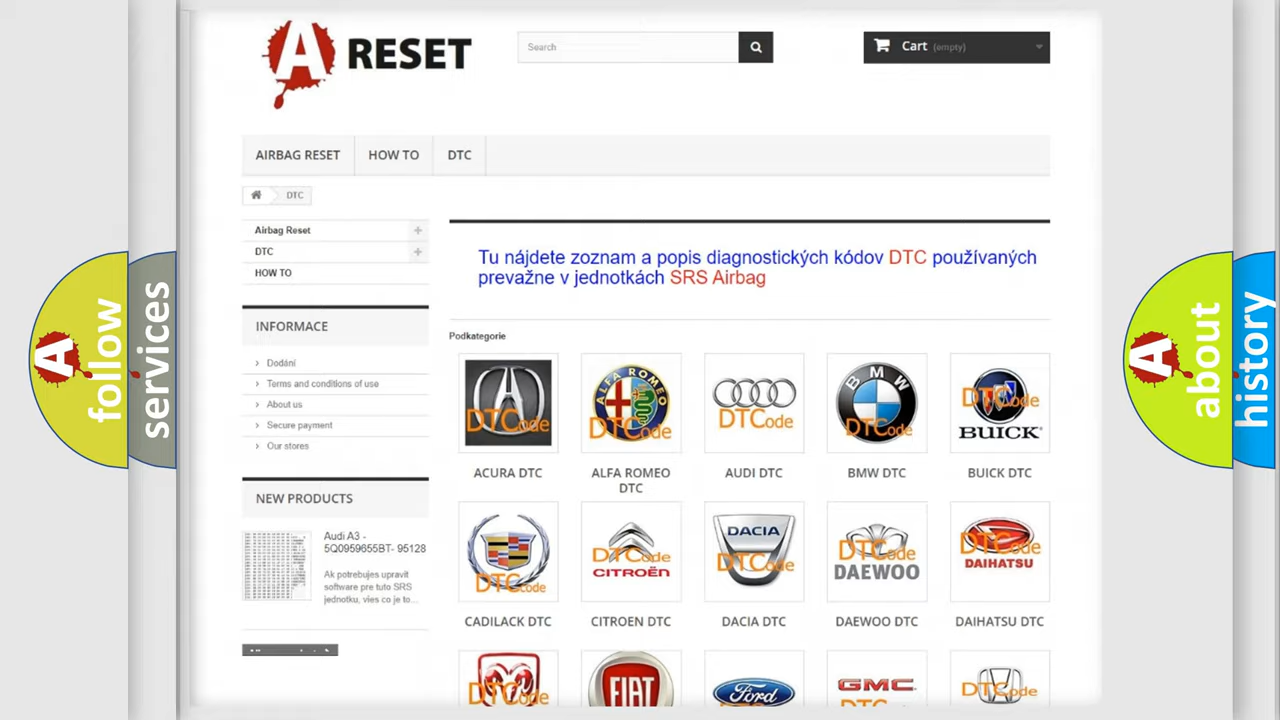 A RESET
Search
Cart (empty)
AIRBAG RESET
HOW TO
DTC
DTC
Airbag Reset
DTC
HOW TO
INFORMACE
Dodání
Terms and conditions of use
About us
Secure payment
Our stores
NEW PRODUCTS
Audi A3 -
5Q0959655BT- 95128
Ak potrebujes upravit
software pre tuto SRS
jednotku, vies co je to...
Tu nájdete zoznam a popis diagnostických kódov DTC používaných
prevažne v jednotkách SRS Airbag
Podkategorie
DTCode
ALFA ROMEO
DTCode
DTCode
BMW
DTCode
DTCode
BUICK
ACURA DTC
ALFA ROMEO
DTC
AUDI DTC
BMW DTC
BUICK DTC
DTCode
DTCode
CITROËN
DACIA
DTCode
DTCode
DAEWOO
DTCode
DAIHATSU
CADILACK DTC
CITROEN DTC
DACIA DTC
DAEWOO DTC
DAIHATSU DTC
DTCode
FIAT
Ford
GMC
DTCode
A follow
services
A about
history